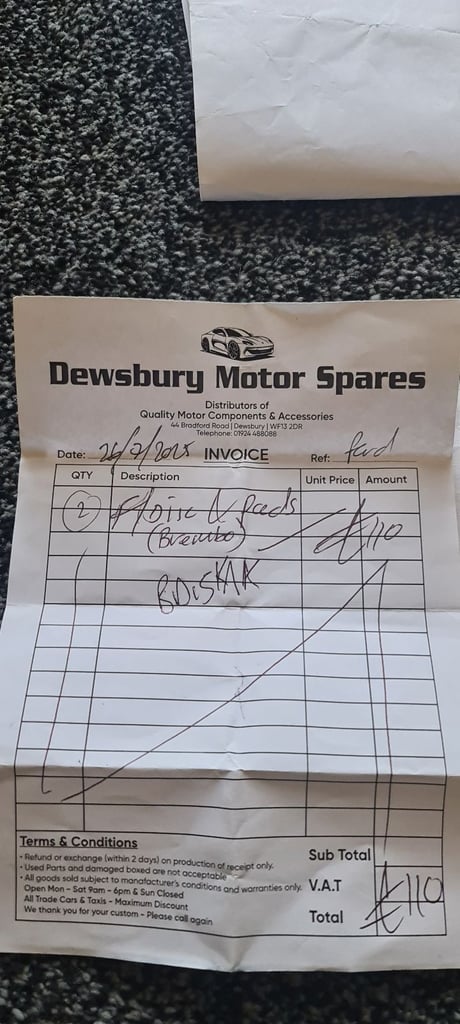 Dewsbury Motor Spares
Distributors of
Quality Motor Components & Accessories
44 Bradford Road | Dewsbury | WF13 2DR
Telephone: 01924 488088
Date: 26/7/2025 INVOICE Ref:
QTY Description Unit Price Amount
2 & Pads
(Brembo) £110
Terms & Conditions
• Refund or exchange (within 2 days) on production of receipt only.
• Used Parts and damaged boxed are not acceptable
• All goods sold subject to manufacturer's conditions and warranties only.
Open Mon - Sat 9am - 6pm & Sun Closed
All Trade Cars & Taxis - Maximum Discount
We thank you for your custom - Please call again
Sub Total
V.A.T
Total £110